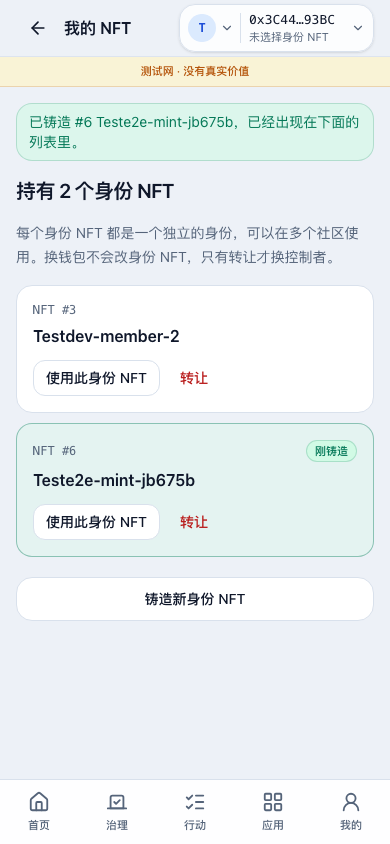 我的 NFT
T
0x3C44…93BC
未选择身份 NFT
测试网 · 没有真实价值
已铸造 #6 Teste2e-mint-jb675b，已经出现在下面的
列表里。
持有 2 个身份 NFT
每个身份 NFT 都是一个独立的身份，可以在多个社区使
用。换钱包不会改身份 NFT，只有转让才换控制者。
NFT #3
Testdev-member-2
使用此身份 NFT 转让
NFT #6 刚铸造
Teste2e-mint-jb675b
使用此身份 NFT 转让
铸造新身份 NFT
首页 治理 行动 应用 我的